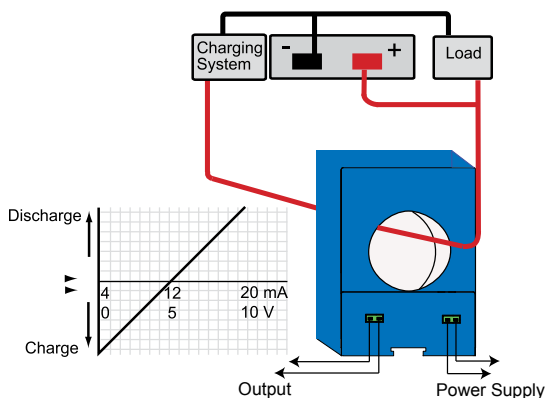 Charging
System
- +
Load
Discharge
4 12 20 mA
0 5 10 V
Charge
Output
Power Supply